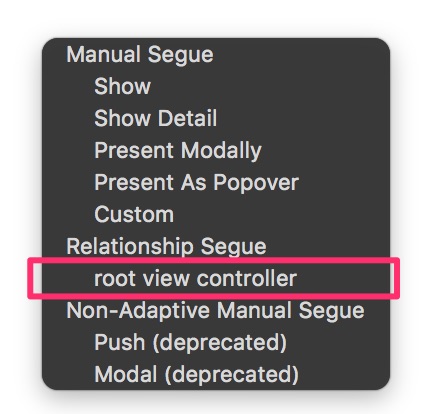 Manual Segue
Show
Show Detail
Present Modally
Present As Popover
Custom
Relationship Segue
root view controller
Non-Adaptive Manual Segue
Push (deprecated)
Modal (deprecated)